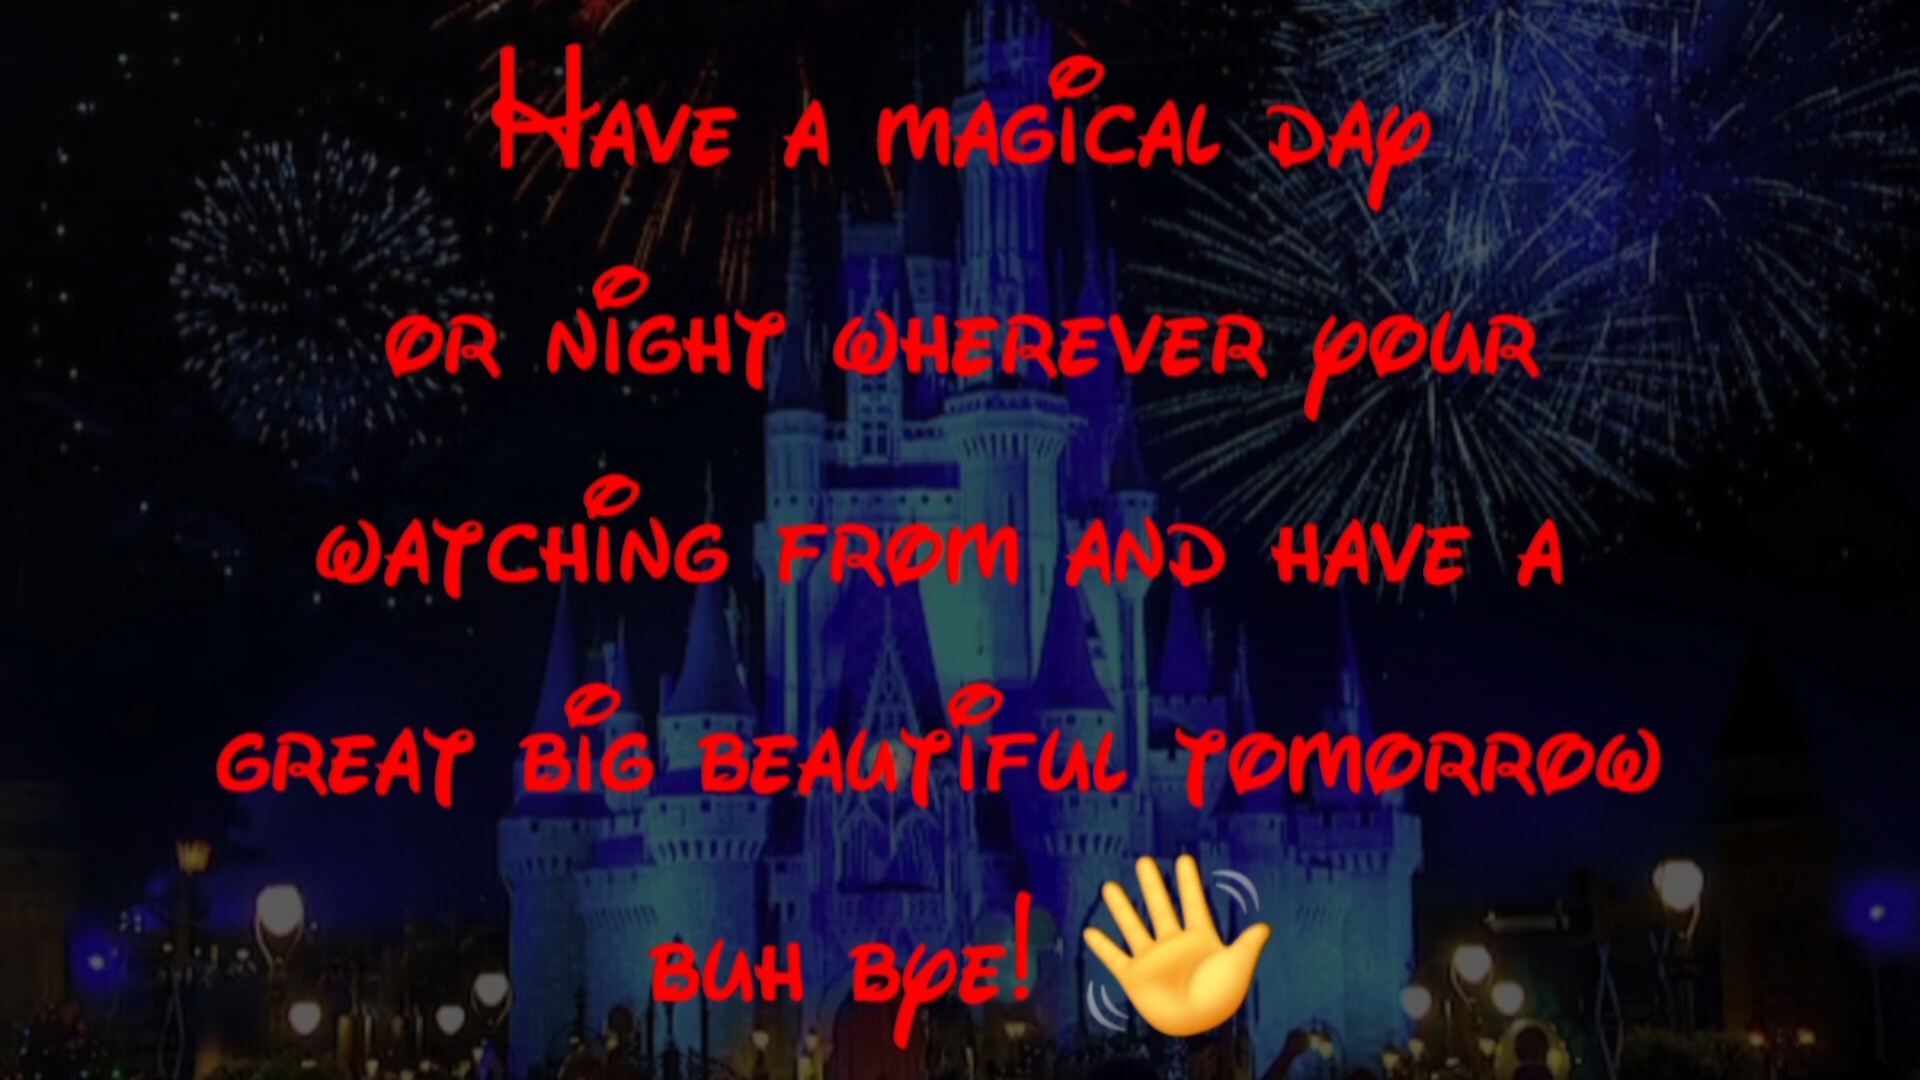 Have a magical day
or night wherever your
watching from and have a
great big beautiful tomorrow
buh bye! 👋